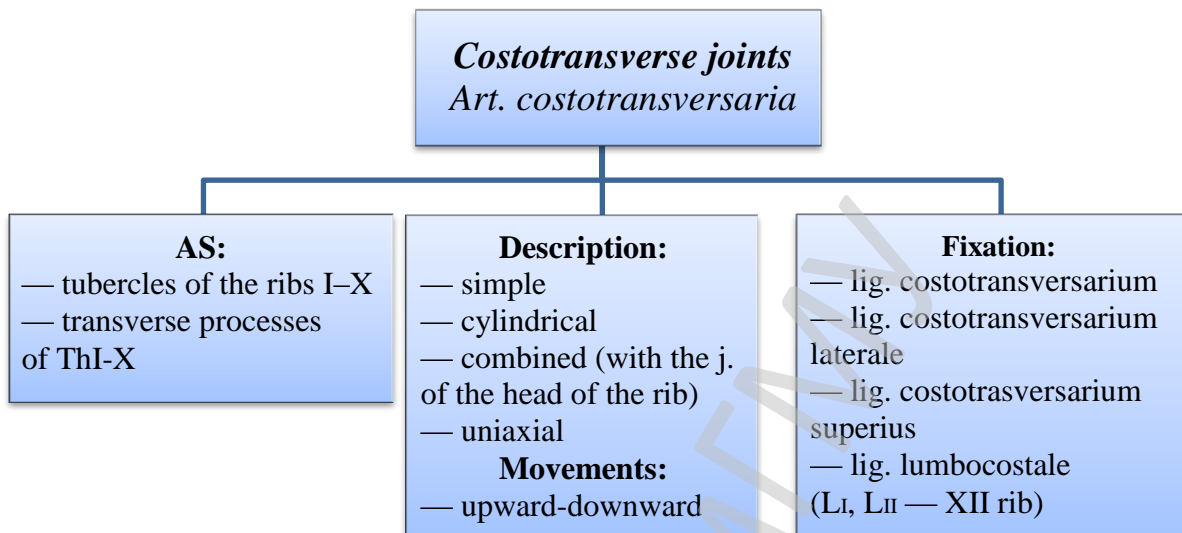 Costotransverse joints
Art. costotransversaria
AS:
— tubercles of the ribs I–X
— transverse processes
of ThI-X
Description:
— simple
— cylindrical
— combined (with the j.
of the head of the rib)
— uniaxial
Movements:
— upward-downward
Fixation:
— lig. costotransversarium
— lig. costotransversarium
laterale
— lig. costotrasversarium
superius
— lig. lumbocostale
(LI, LII — XII rib)